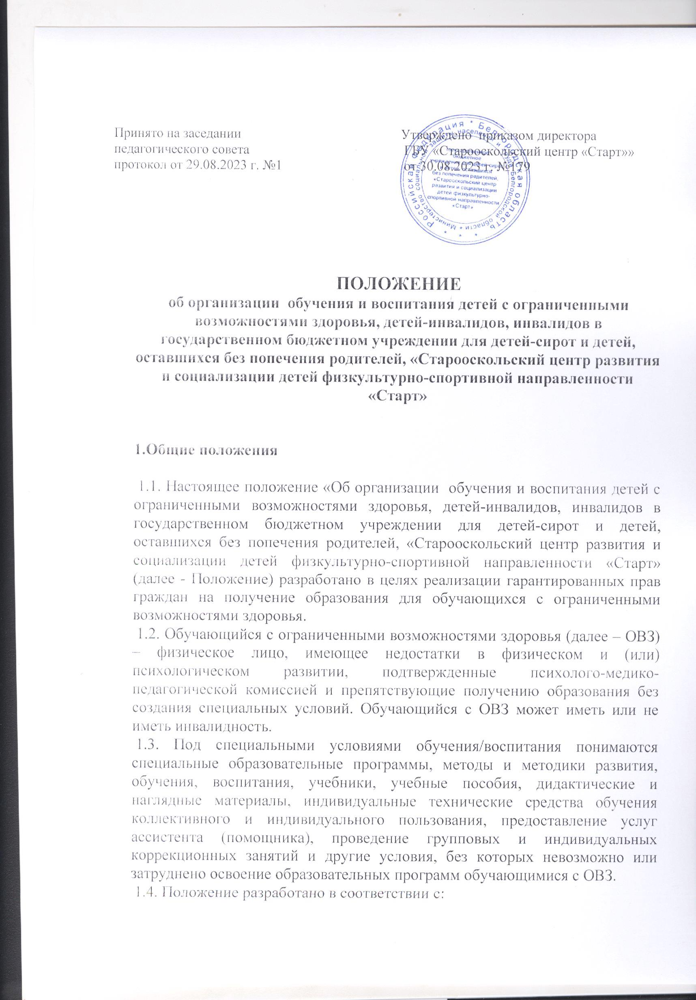 Принято на заседании
педагогического совета
протокол от 29.08.2023 г. №1
Утверждено приказом директора
ГБУ «Старооскольский центр «Старт»»
от 30.08.2023 г. №179
Российская Федерация * Белгородская область * * *
Министерство социальной защиты населения и труда Белгородской области *
бюджетное
учреждение для детей-сирот
оставшихся
без попечения родителей,
«Старооскольский центр
развития и социализации
детей физкультурно-
спортивной направленности
«Старт»
ПОЛОЖЕНИЕ
об организации обучения и воспитания детей с ограниченными
возможностями здоровья, детей-инвалидов, инвалидов в
государственном бюджетном учреждении для детей-сирот и детей,
оставшихся без попечения родителей, «Старооскольский центр развития
и социализации детей физкультурно-спортивной направленности
«Старт»
1.Общие положения
1.1. Настоящее положение «Об организации обучения и воспитания детей с
ограниченными возможностями здоровья, детей-инвалидов, инвалидов в
государственном бюджетном учреждении для детей-сирот и детей,
оставшихся без попечения родителей, «Старооскольский центр развития и
социализации детей физкультурно-спортивной направленности «Старт»
(далее - Положение) разработано в целях реализации гарантированных прав
граждан на получение образования для обучающихся с ограниченными
возможностями здоровья.
1.2. Обучающийся с ограниченными возможностями здоровья (далее – ОВЗ)
– физическое лицо, имеющее недостатки в физическом и (или)
психологическом развитии, подтвержденные психолого-медико-
педагогической комиссией и препятствующие получению образования без
создания специальных условий. Обучающийся с ОВЗ может иметь или не
иметь инвалидность.
1.3. Под специальными условиями обучения/воспитания понимаются
специальные образовательные программы, методы и методики развития,
обучения, воспитания, учебники, учебные пособия, дидактические и
наглядные материалы, индивидуальные технические средства обучения
коллективного и индивидуального пользования, предоставление услуг
ассистента (помощника), проведение групповых и индивидуальных
коррекционных занятий и другие условия, без которых невозможно или
затруднено освоение образовательных программ обучающимися с ОВЗ.
1.4. Положение разработано в соответствии с: